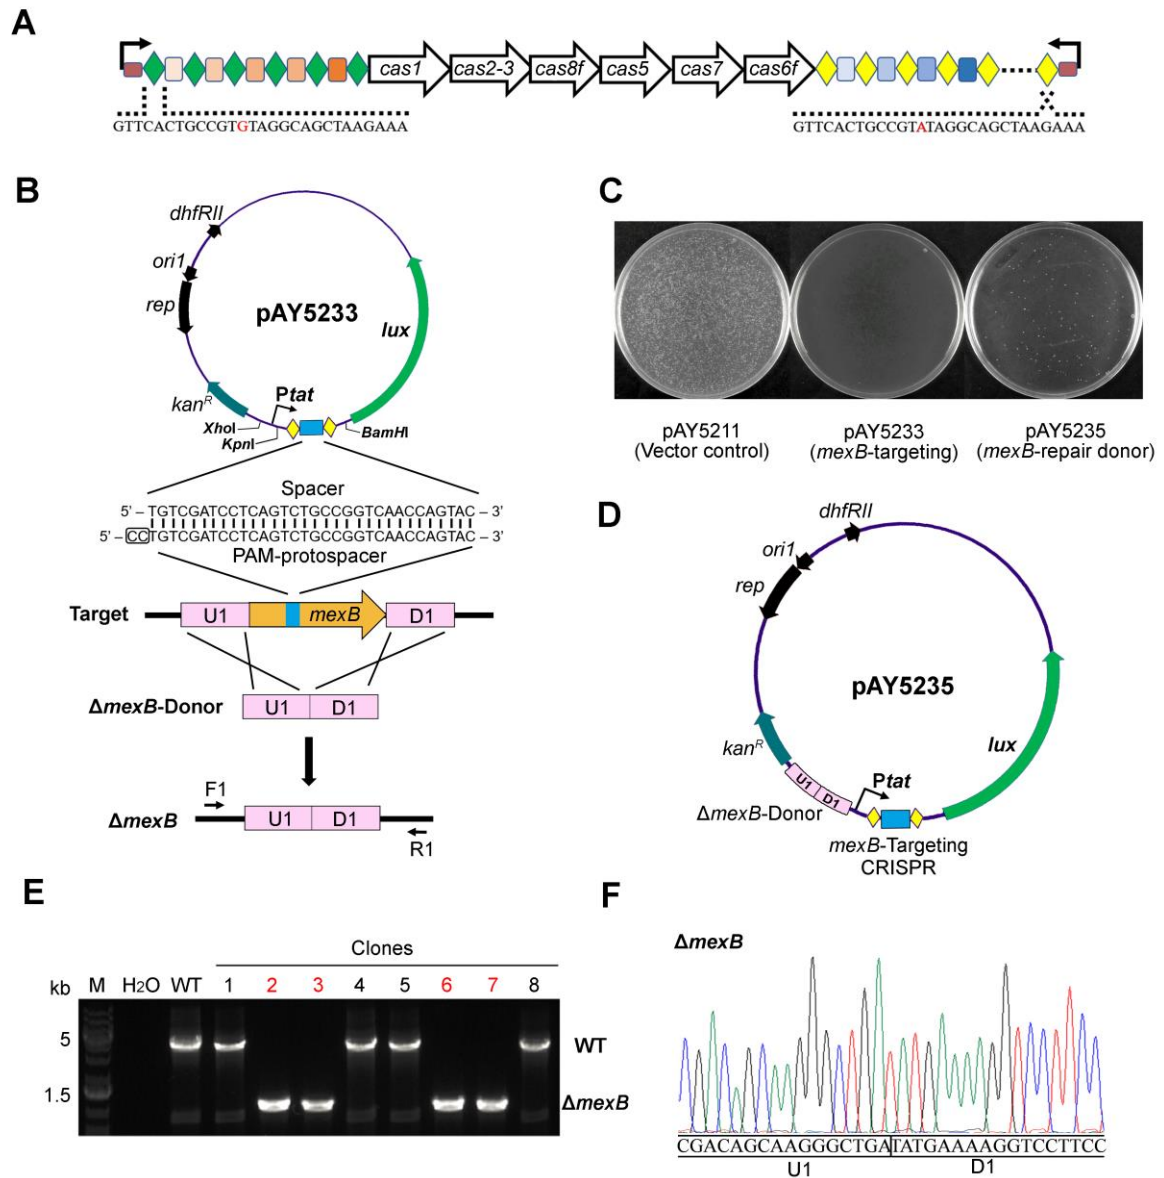 A
cas1 cas2-3 cas8f cas5 cas7 cas6f
GTTCACTGCCGTGTAGGCAGCTAAGAAA GTTCACTGCCGTATAGGCAGCTAAGAAA
B
dhfRII
ori1
rep
pAY5233
lux
kanR
Ptat
XhoI
KpnI
BamHI
Spacer
5' – TGTCGATCCTCAGTCTGCCGGTCAACCAGTAC – 3'
5' – CCTGTCGATCCTCAGTCTGCCGGTCAACCAGTAC – 3'
PAM-protospacer
Target U1 mexB D1
ΔmexB-Donor U1 D1
F1
ΔmexB U1 D1
R1
C
pAY5211 pAY5233 pAY5235
(Vector control) (mexB-targeting) (mexB-repair donor)
D
dhfRII
ori1
rep
pAY5235
lux
kanR
U1 D1
Ptat
ΔmexB-Donor
mexB-Targeting
CRISPR
E
Clones
kb M H2O WT 1 2 3 4 5 6 7 8
5 WT
1.5 ΔmexB
F
ΔmexB
CGACAGCAAGGGCTGATATGAAAAGGTCCTTCC
U1 D1